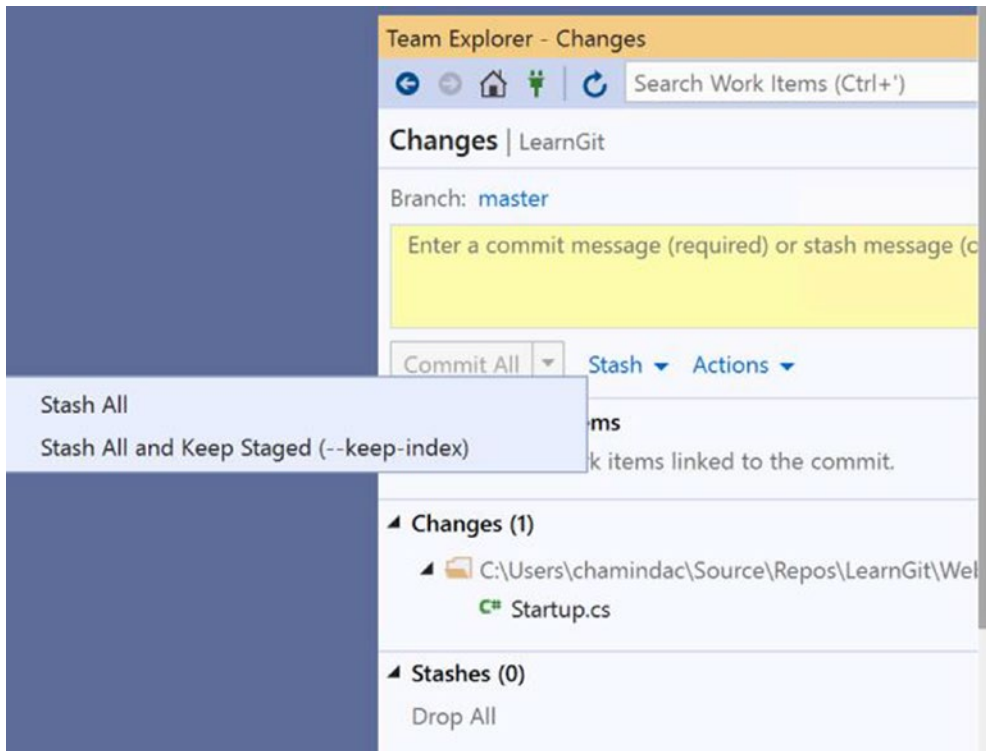 Team Explorer - Changes
Search Work Items (Ctrl+')
Changes | LearnGit
Branch: master
Enter a commit message (required) or stash message (
Commit All Stash Actions
Stash All
Stash All and Keep Staged (--keep-index)
items linked to the commit.
Changes (1)
C:\Users\chamindac\Source\Repos\LearnGit\We
C# Startup.cs
Stashes (0)
Drop All